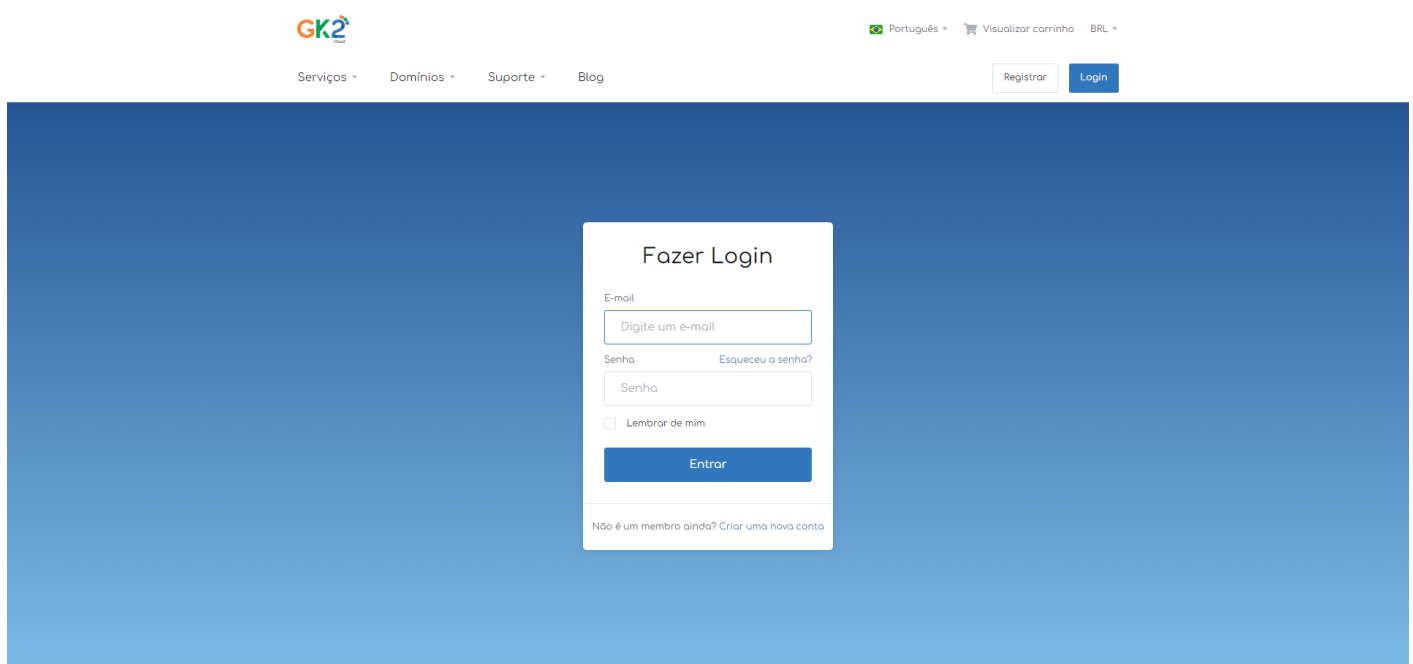 GK2
Cloud
Português
Visualizar carrinho
BRL
Serviços
Domínios
Suporte
Blog
Registrar
Login
Fazer Login
E-mail
Digite um e-mail
Senha Esqueceu a senha?
Senha
Lembrar de mim
Entrar
Não é um membro ainda? Criar uma nova conta